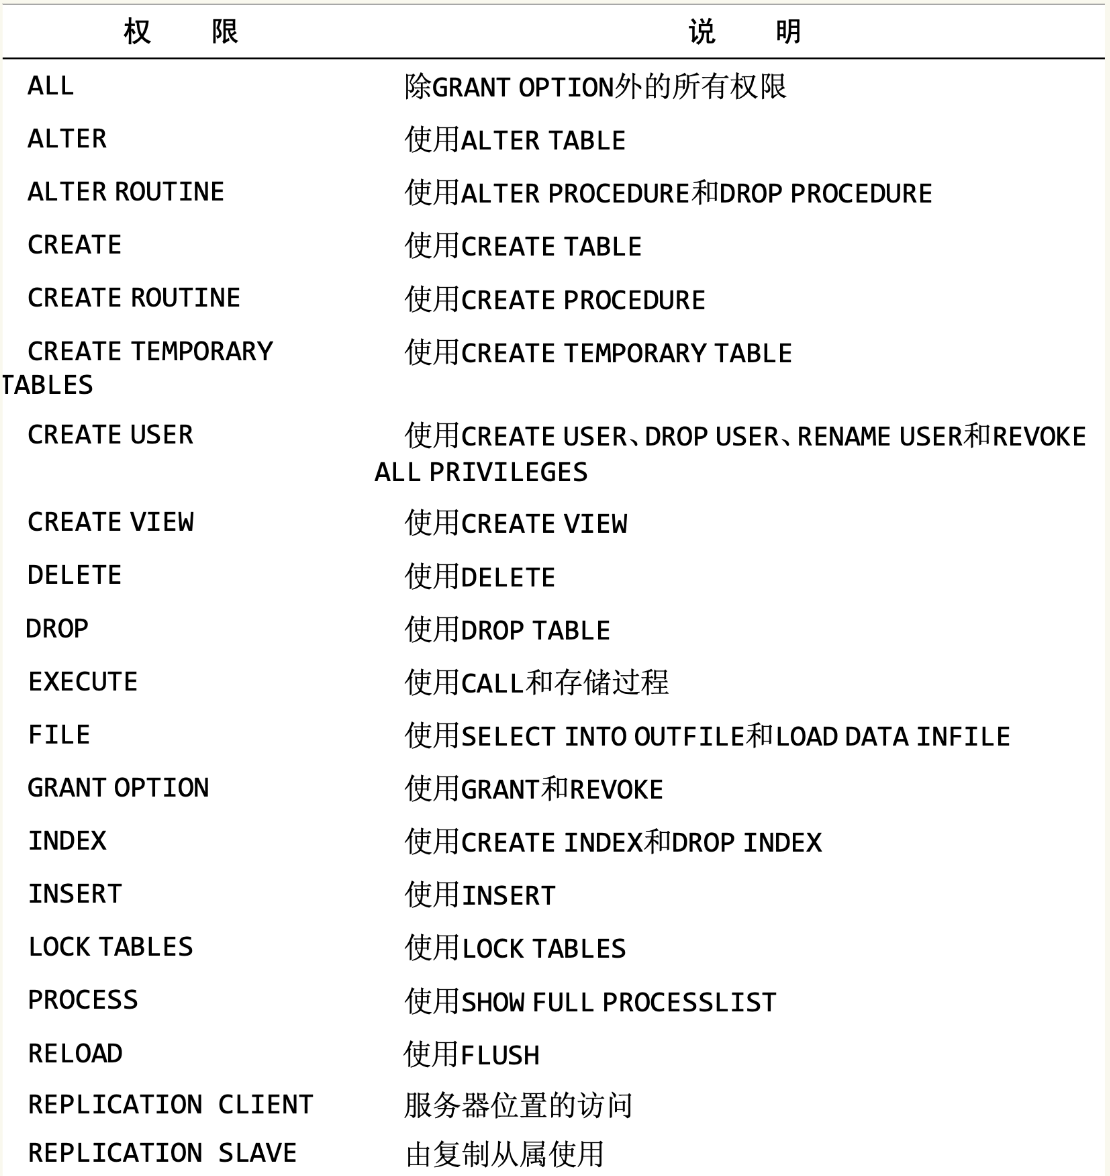 权 限 说 明
ALL 除GRANT OPTION外的所有权限
ALTER 使用ALTER TABLE
ALTER ROUTINE 使用ALTER PROCEDURE和DROP PROCEDURE
CREATE 使用CREATE TABLE
CREATE ROUTINE 使用CREATE PROCEDURE
CREATE TEMPORARY 使用CREATE TEMPORARY TABLE
TABLES
CREATE USER 使用CREATE USER、DROP USER、RENAME USER和REVOKE
ALL PRIVILEGES
CREATE VIEW 使用CREATE VIEW
DELETE 使用DELETE
DROP 使用DROP TABLE
EXECUTE 使用CALL和存储过程
FILE 使用SELECT INTO OUTFILE和LOAD DATA INFILE
GRANT OPTION 使用GRANT和REVOKE
INDEX 使用CREATE INDEX和DROP INDEX
INSERT 使用INSERT
LOCK TABLES 使用LOCK TABLES
PROCESS 使用SHOW FULL PROCESSLIST
RELOAD 使用FLUSH
REPLICATION CLIENT 服务器位置的访问
REPLICATION SLAVE 由复制从属使用